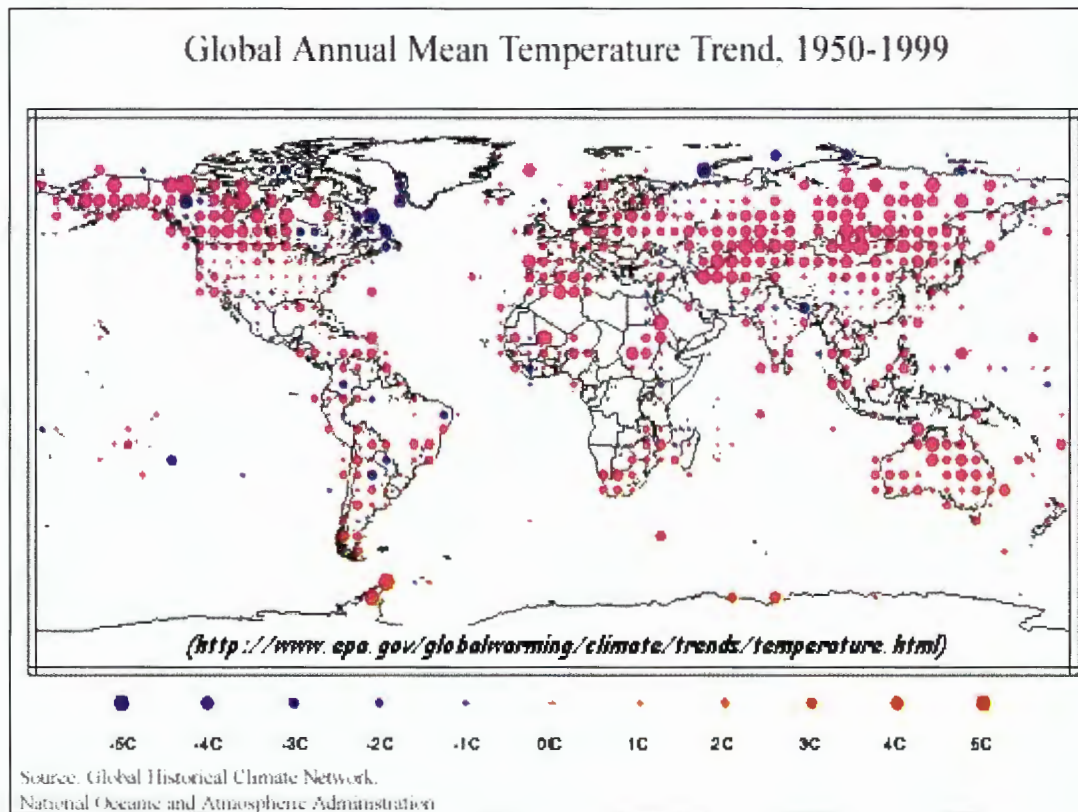 Global Annual Mean Temperature Trend, 1950-1999
(http://www.epa.gov/globalwarming/climate/trends/temperature.html)
-5C -4C -3C -2C -1C 0C 1C 2C 3C 4C 5C
Source: Global Historical Climate Network,
National Oceanic and Atmospheric Administration